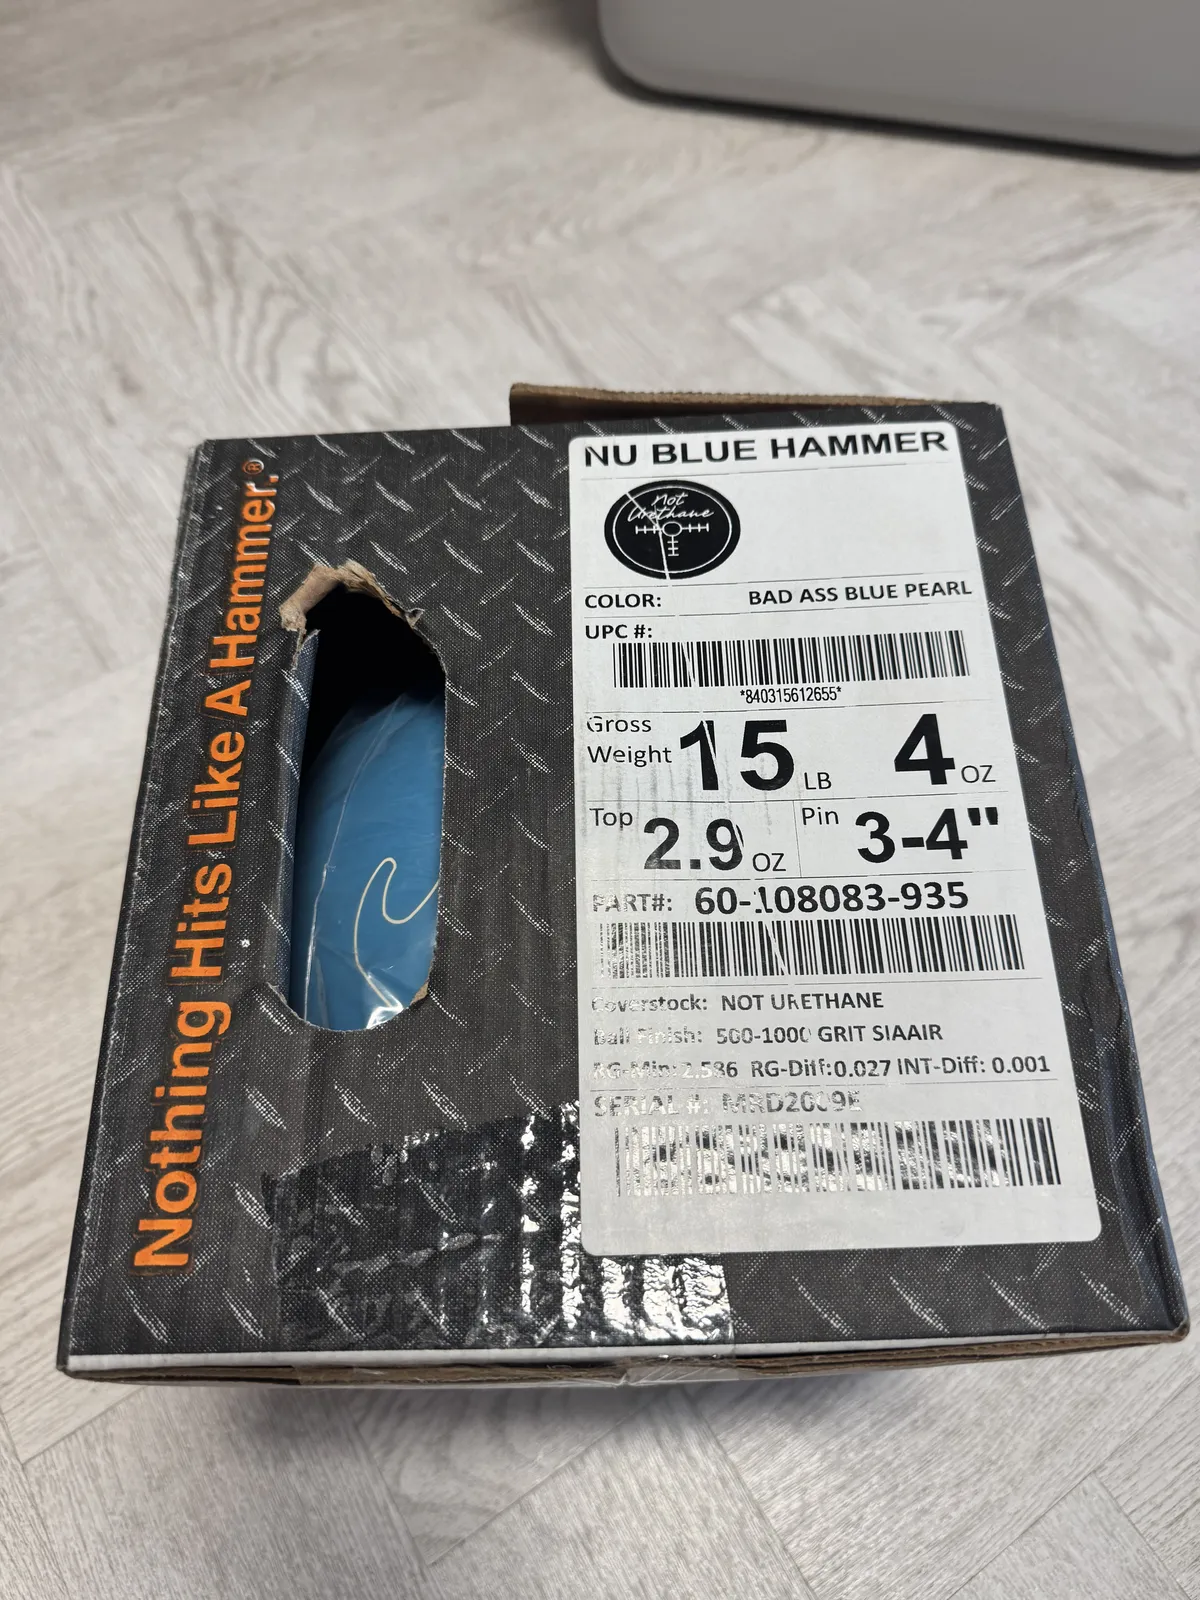 Nothing Hits Like A Hammer.®
NU BLUE HAMMER
Not
Urethane
COLOR: BAD ASS BLUE PEARL
UPC #:
*840315612655*
Gross
Weight 15 LB 4 OZ
Top 2.9 OZ Pin 3-4"
PART#: 60-108083-935
Coverstock: NOT URETHANE
Ball Finish: 500-1000 GRIT SIAAIR
RG-Min: 2.586 RG-Diff:0.027 INT-Diff: 0.001
SERIAL #: